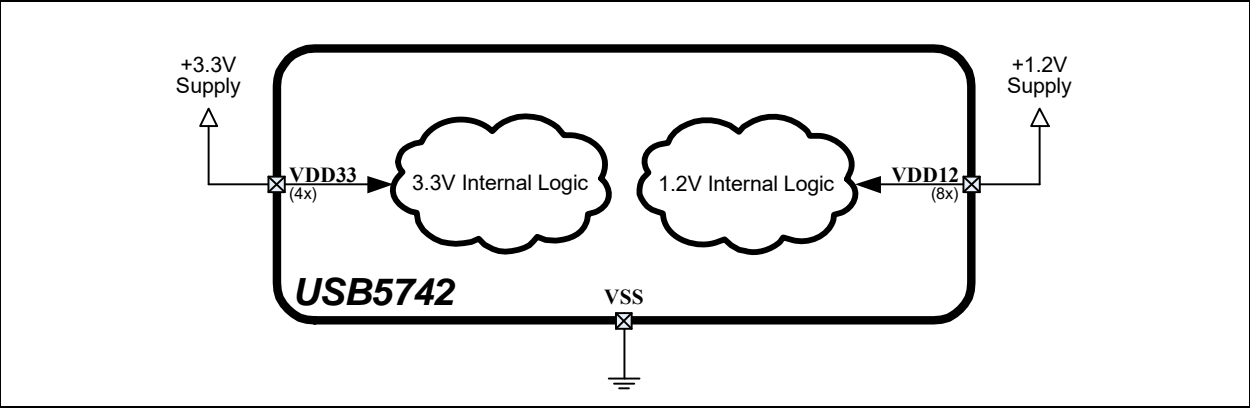 +3.3V
Supply
+1.2V
Supply
VDD33
(4x)
3.3V Internal Logic
1.2V Internal Logic
VDD12
(8x)
USB5742
VSS